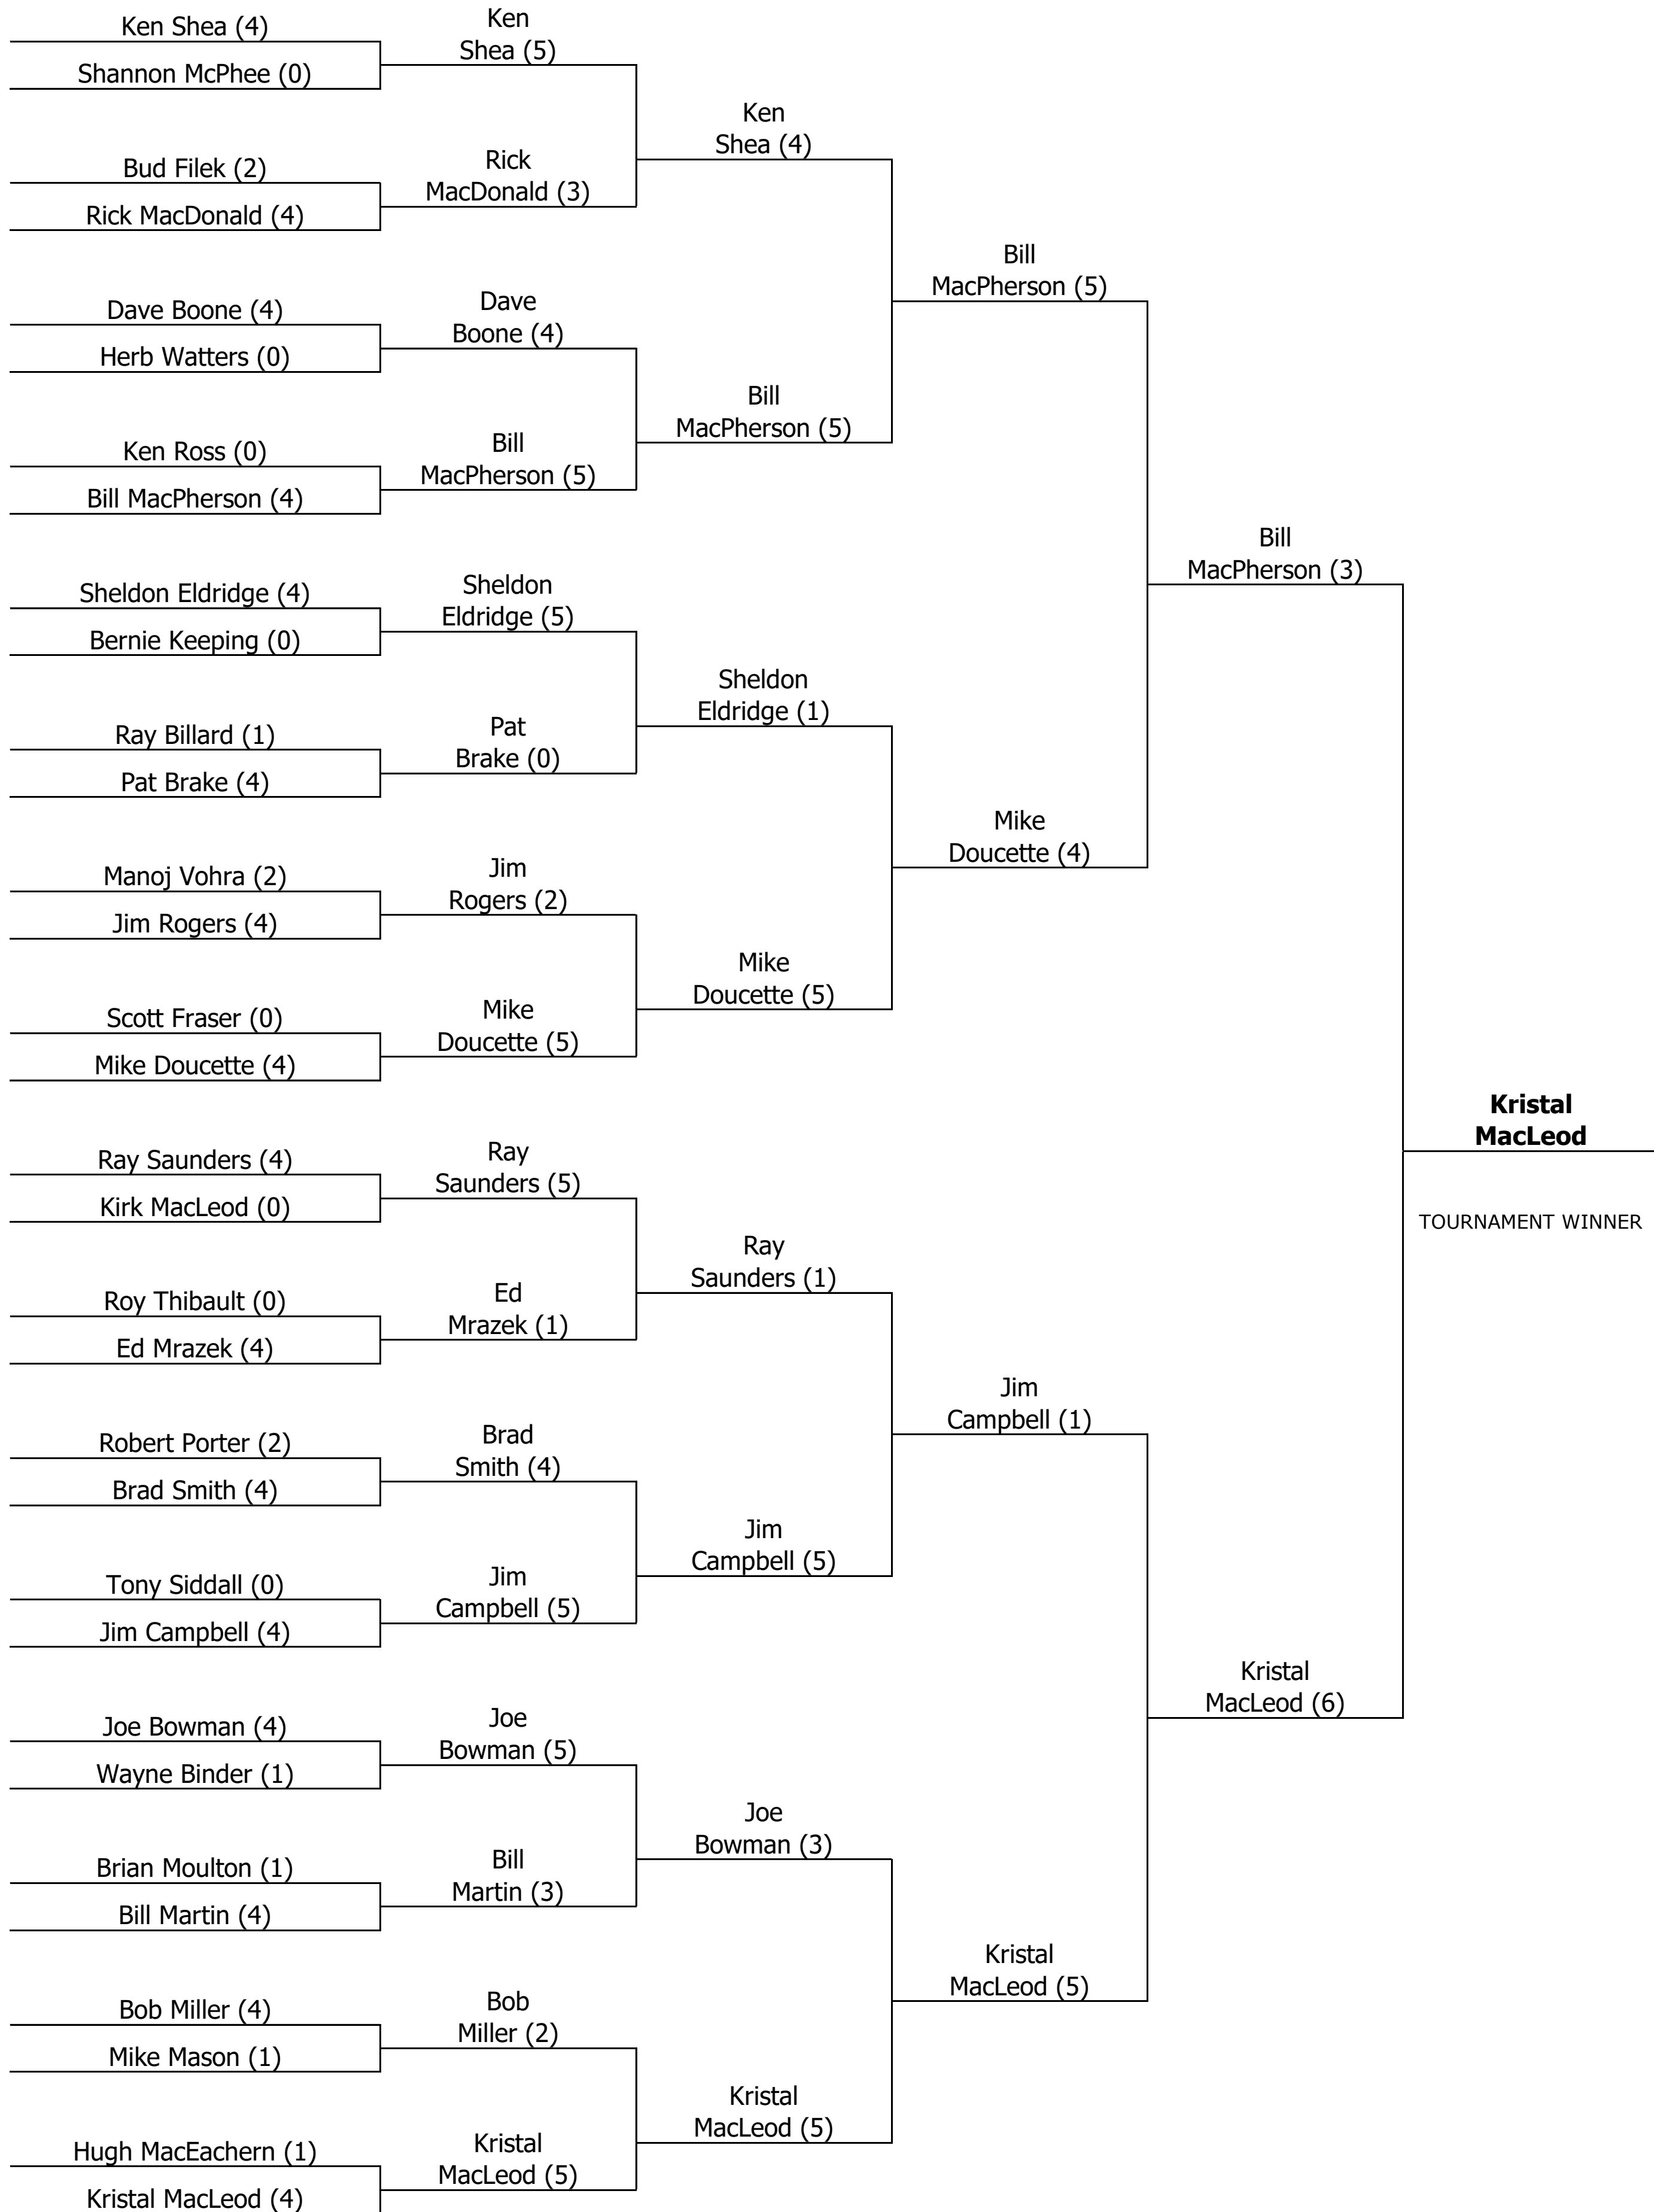 Ken Shea (4)
Shannon McPhee (0)
Bud Filek (2)
Rick MacDonald (4)
Dave Boone (4)
Herb Watters (0)
Ken Ross (0)
Bill MacPherson (4)
Sheldon Eldridge (4)
Bernie Keeping (0)
Ray Billard (1)
Pat Brake (4)
Manoj Vohra (2)
Jim Rogers (4)
Scott Fraser (0)
Mike Doucette (4)
Ray Saunders (4)
Kirk MacLeod (0)
Roy Thibault (0)
Ed Mrazek (4)
Robert Porter (2)
Brad Smith (4)
Tony Siddall (0)
Jim Campbell (4)
Joe Bowman (4)
Wayne Binder (1)
Brian Moulton (1)
Bill Martin (4)
Bob Miller (4)
Mike Mason (1)
Hugh MacEachern (1)
Kristal MacLeod (4)
Ken
Shea (5)
Rick
MacDonald (3)
Dave
Boone (4)
Bill
MacPherson (5)
Sheldon
Eldridge (5)
Pat
Brake (0)
Jim
Rogers (2)
Mike
Doucette (5)
Ray
Saunders (5)
Ed
Mrazek (1)
Brad
Smith (4)
Jim
Campbell (5)
Joe
Bowman (5)
Bill
Martin (3)
Bob
Miller (2)
Kristal
MacLeod (5)
Ken
Shea (4)
Bill
MacPherson (5)
Sheldon
Eldridge (1)
Mike
Doucette (5)
Ray
Saunders (1)
Jim
Campbell (5)
Joe
Bowman (3)
Kristal
MacLeod (5)
Bill
MacPherson (5)
Mike
Doucette (4)
Jim
Campbell (1)
Kristal
MacLeod (5)
Bill
MacPherson (3)
Kristal
MacLeod (6)
Kristal
MacLeod
TOURNAMENT WINNER